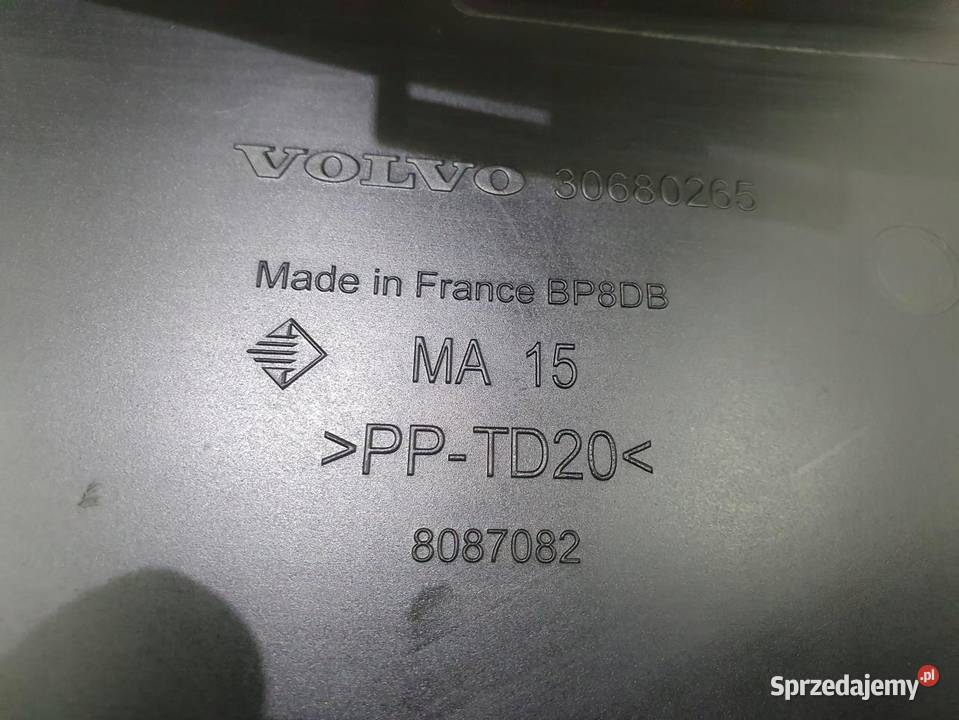 VOLVO 30680265
Made in France BP8DB
MA 15
>PP-TD20<
8087082
Sprzedajemy.pl